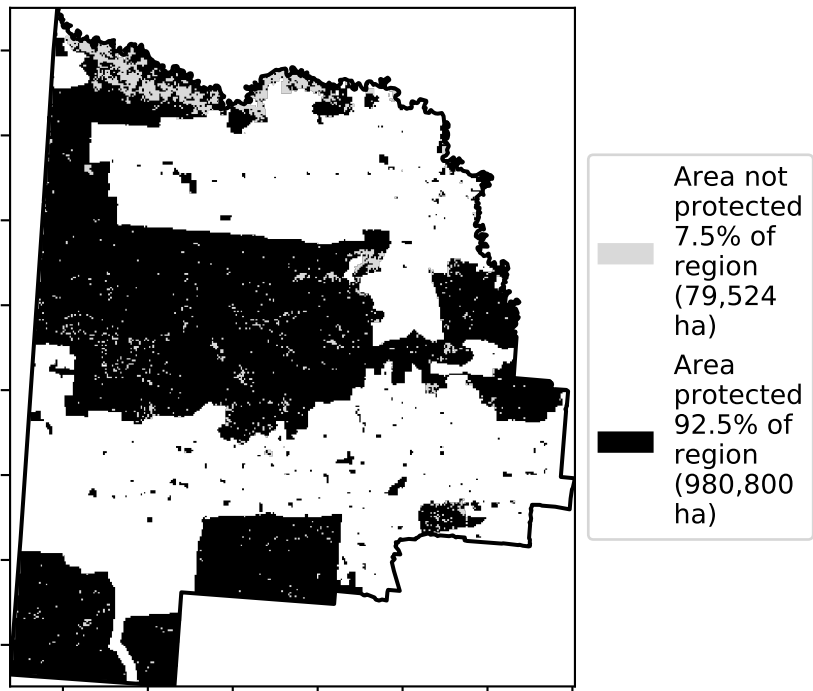 Area not
protected
7.5% of
region
(79,524
ha)
Area
protected
92.5% of
region
(980,800
ha)